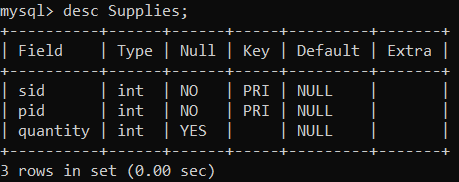 mysql> desc Supplies;
+----------+------+------+-----+---------+-------+
| Field    | Type | Null | Key | Default | Extra |
+----------+------+------+-----+---------+-------+
| sid      | int  | NO   | PRI | NULL    |       |
| pid      | int  | NO   | PRI | NULL    |       |
| quantity | int  | YES  |     | NULL    |       |
+----------+------+------+-----+---------+-------+
3 rows in set (0.00 sec)